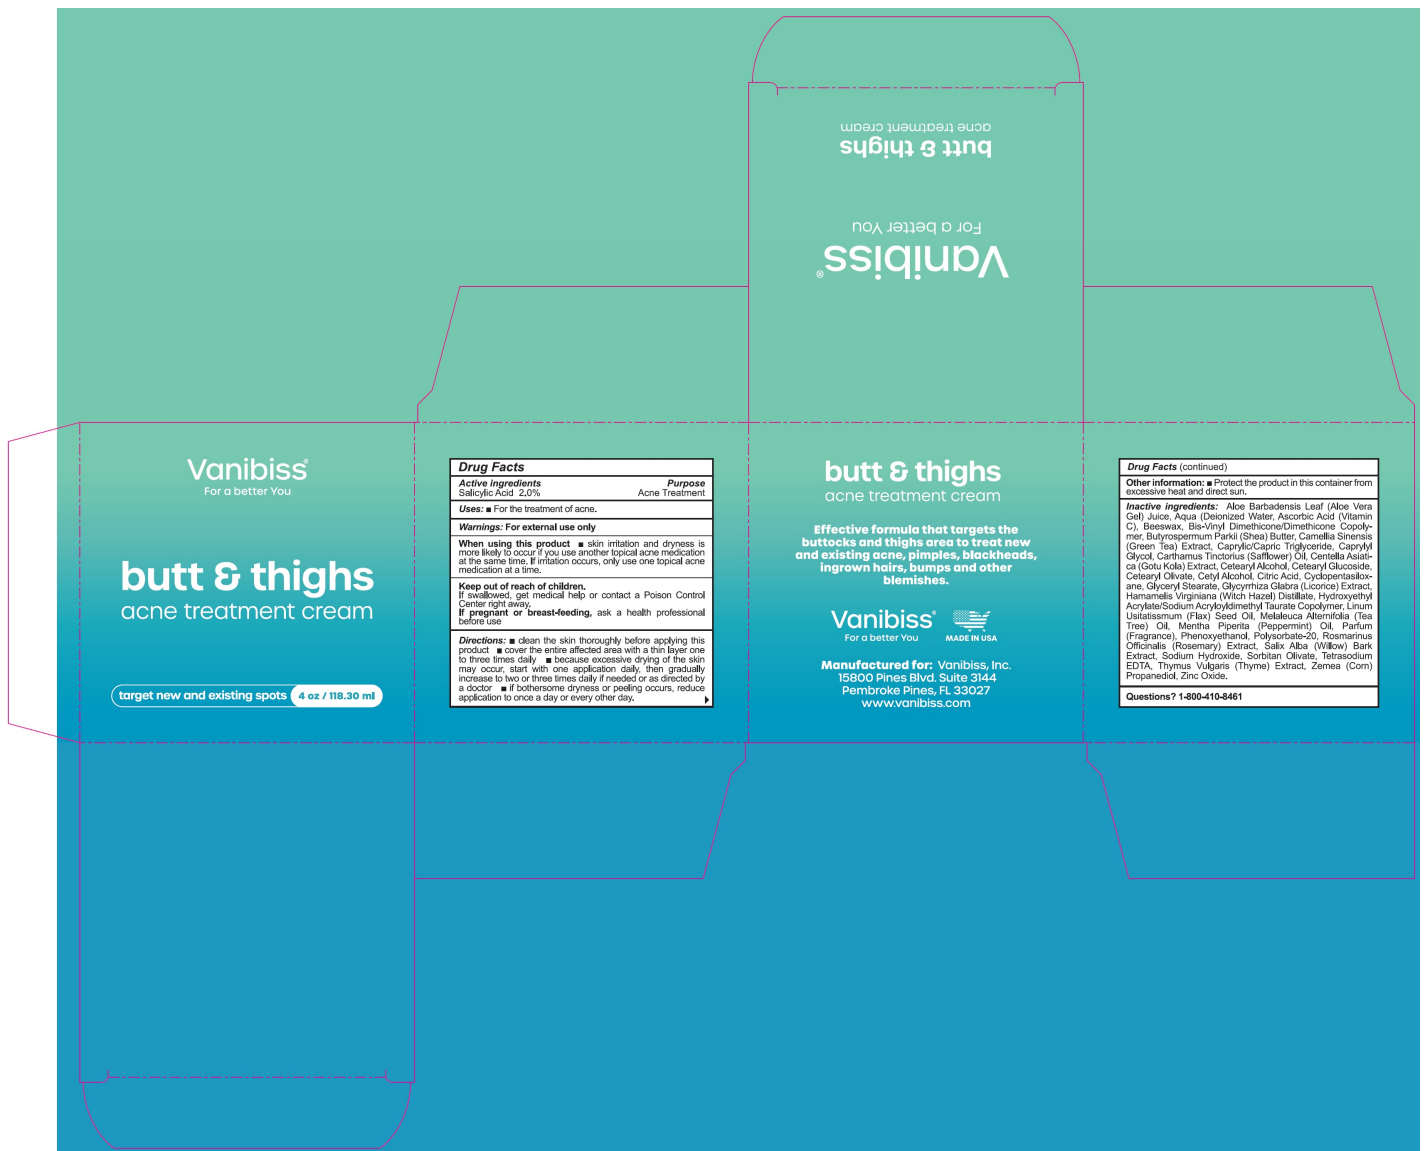 acne treatment cream
butt & thighs
For a better You
Vanibiss®
Vanibiss®
For a better You
butt & thighs
acne treatment cream
target new and existing spots 4 oz / 118.30 ml
Drug Facts
Active ingredients Purpose
Salicylic Acid 2,0% Acne Treatment
Uses: ■ For the treatment of acne.
Warnings: For external use only
When using this product ■ skin irritation and dryness is
more likely to occur if you use another topical acne medication
at the same time. If irritation occurs, only use one topical acne
medication at a time.
Keep out of reach of children.
If swallowed, get medical help or contact a Poison Control
Center right away.
If pregnant or breast-feeding, ask a health professional
before use
Directions: ■ clean the skin thoroughly before applying this
product ■ cover the entire affected area with a thin layer one
to three times daily ■ because excessive drying of the skin
may occur, start with one application daily, then gradually
increase to two or three times daily if needed or as directed by
a doctor ■ if bothersome dryness or peeling occurs, reduce
application to once a day or every other day.
butt & thighs
acne treatment cream
Effective formula that targets the
buttocks and thighs area to treat new
and existing acne, pimples, blackheads,
ingrown hairs, bumps and other
blemishes.
Vanibiss®
For a better You
MADE IN USA
Manufactured for: Vanibiss, Inc.
15800 Pines Blvd. Suite 3144
Pembroke Pines, FL 33027
www.vanibiss.com
Drug Facts (continued)
Other information: ■ Protect the product in this container from
excessive heat and direct sun.
Inactive ingredients: Aloe Barbadensis Leaf (Aloe Vera
Gel) Juice, Aqua (Deionized Water, Ascorbic Acid (Vitamin
C), Beeswax, Bis-Vinyl Dimethicone/Dimethicone Copoly-
mer, Butyrospermum Parkii (Shea) Butter, Camellia Sinensis
(Green Tea) Extract, Caprylic/Capric Triglyceride, Caprylyl
Glycol, Carthamus Tinctorius (Safflower) Oil, Centella Asiati-
ca (Gotu Kola) Extract, Cetearyl Alcohol, Cetearyl Glucoside,
Cetearyl Olivate, Cetyl Alcohol, Citric Acid, Cyclopentasilox-
ane, Glyceryl Stearate, Glycyrrhiza Glabra (Licorice) Extract,
Hamamelis Virginiana (Witch Hazel) Distillate, Hydroxyethyl
Acrylate/Sodium Acryloyldimethyl Taurate Copolymer, Linum
Usitatissmum (Flax) Seed Oil, Melaleuca Alternifolia (Tea
Tree) Oil, Mentha Piperita (Peppermint) Oil, Parfum
(Fragrance), Phenoxyethanol, Polysorbate-20, Rosmarinus
Officinalis (Rosemary) Extract, Salix Alba (Willow) Bark
Extract, Sodium Hydroxide, Sorbitan Olivate, Tetrasodium
EDTA, Thymus Vulgaris (Thyme) Extract, Zemea (Corn)
Propanediol, Zinc Oxide.
Questions? 1-800-410-8461